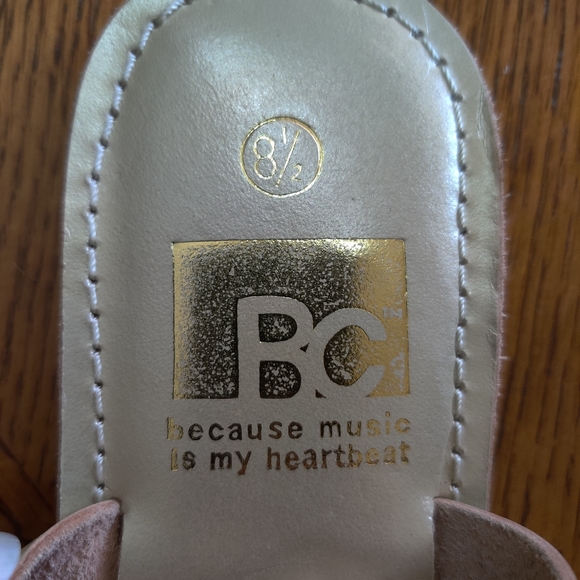 8½
BC
because music
is my heartbeat